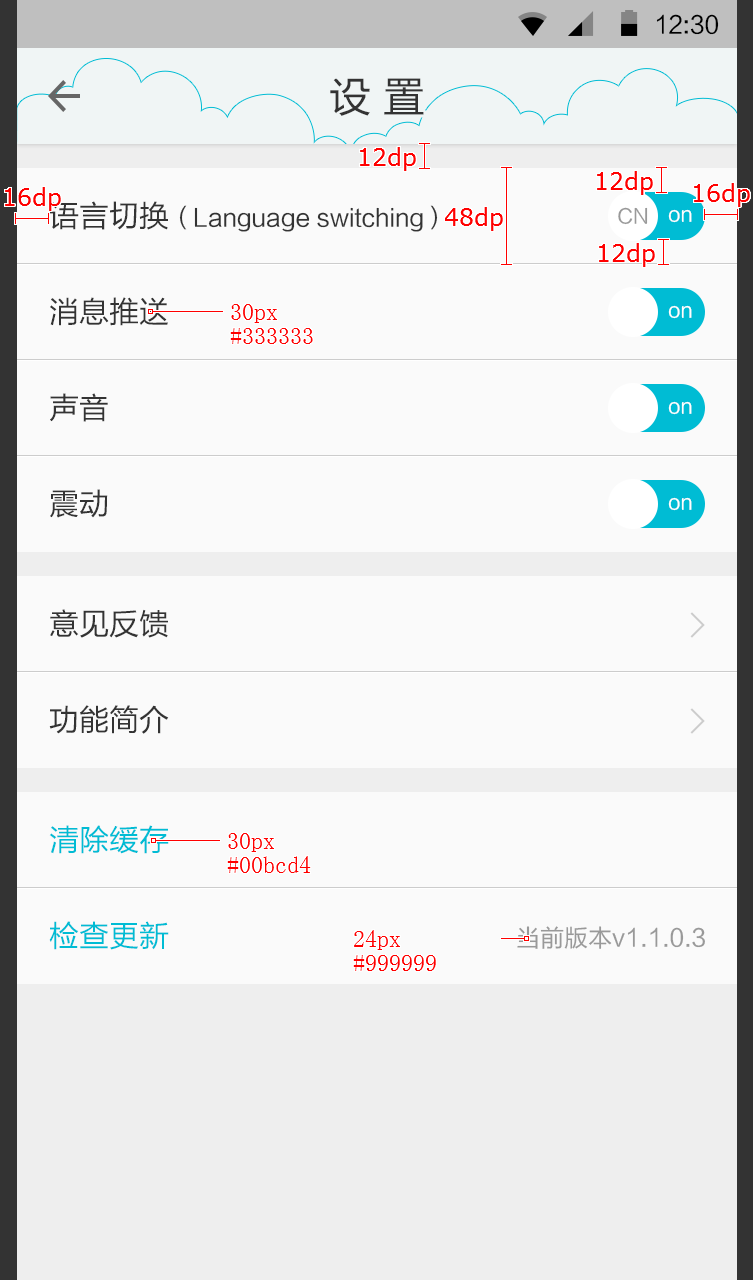 12:30
设 置
12dp
16dp
12dp
16dp
语言切换（Language switching）
48dp
CN
on
12dp
消息推送
30px
#333333
on
声音
on
震动
on
意见反馈
功能简介
清除缓存
30px
#00bcd4
检查更新
24px
#999999
当前版本v1.1.0.3